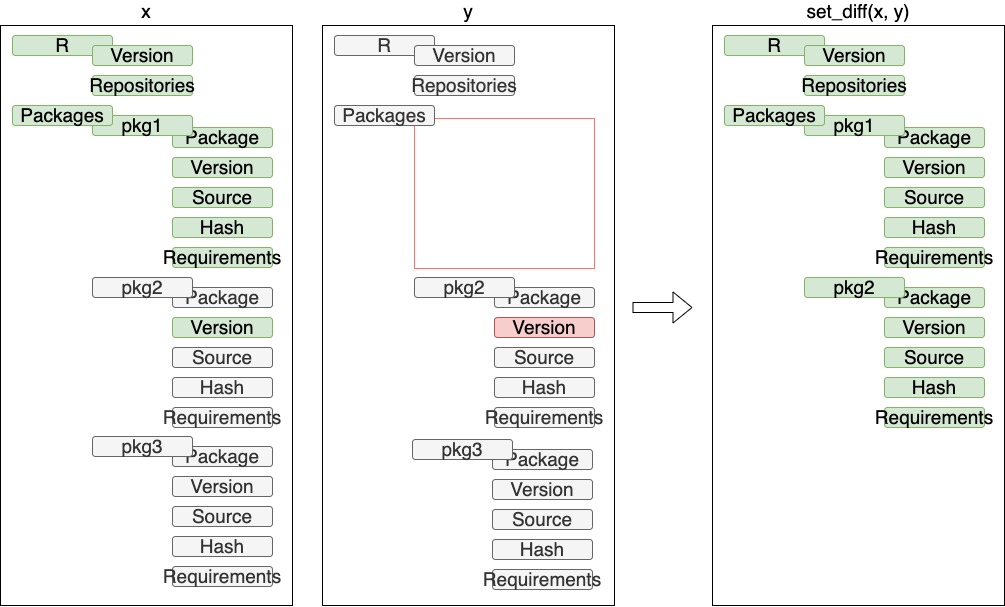 x
R
Version
Repositories
Packages
pkg1
Package
Version
Source
Hash
Requirements
pkg2
Package
Version
Source
Hash
Requirements
pkg3
Package
Version
Source
Hash
Requirements
y
R
Version
Repositories
Packages
pkg2
Package
Version
Source
Hash
Requirements
pkg3
Package
Version
Source
Hash
Requirements
set_diff(x, y)
R
Version
Repositories
Packages
pkg1
Package
Version
Source
Hash
Requirements
pkg2
Package
Version
Source
Hash
Requirements